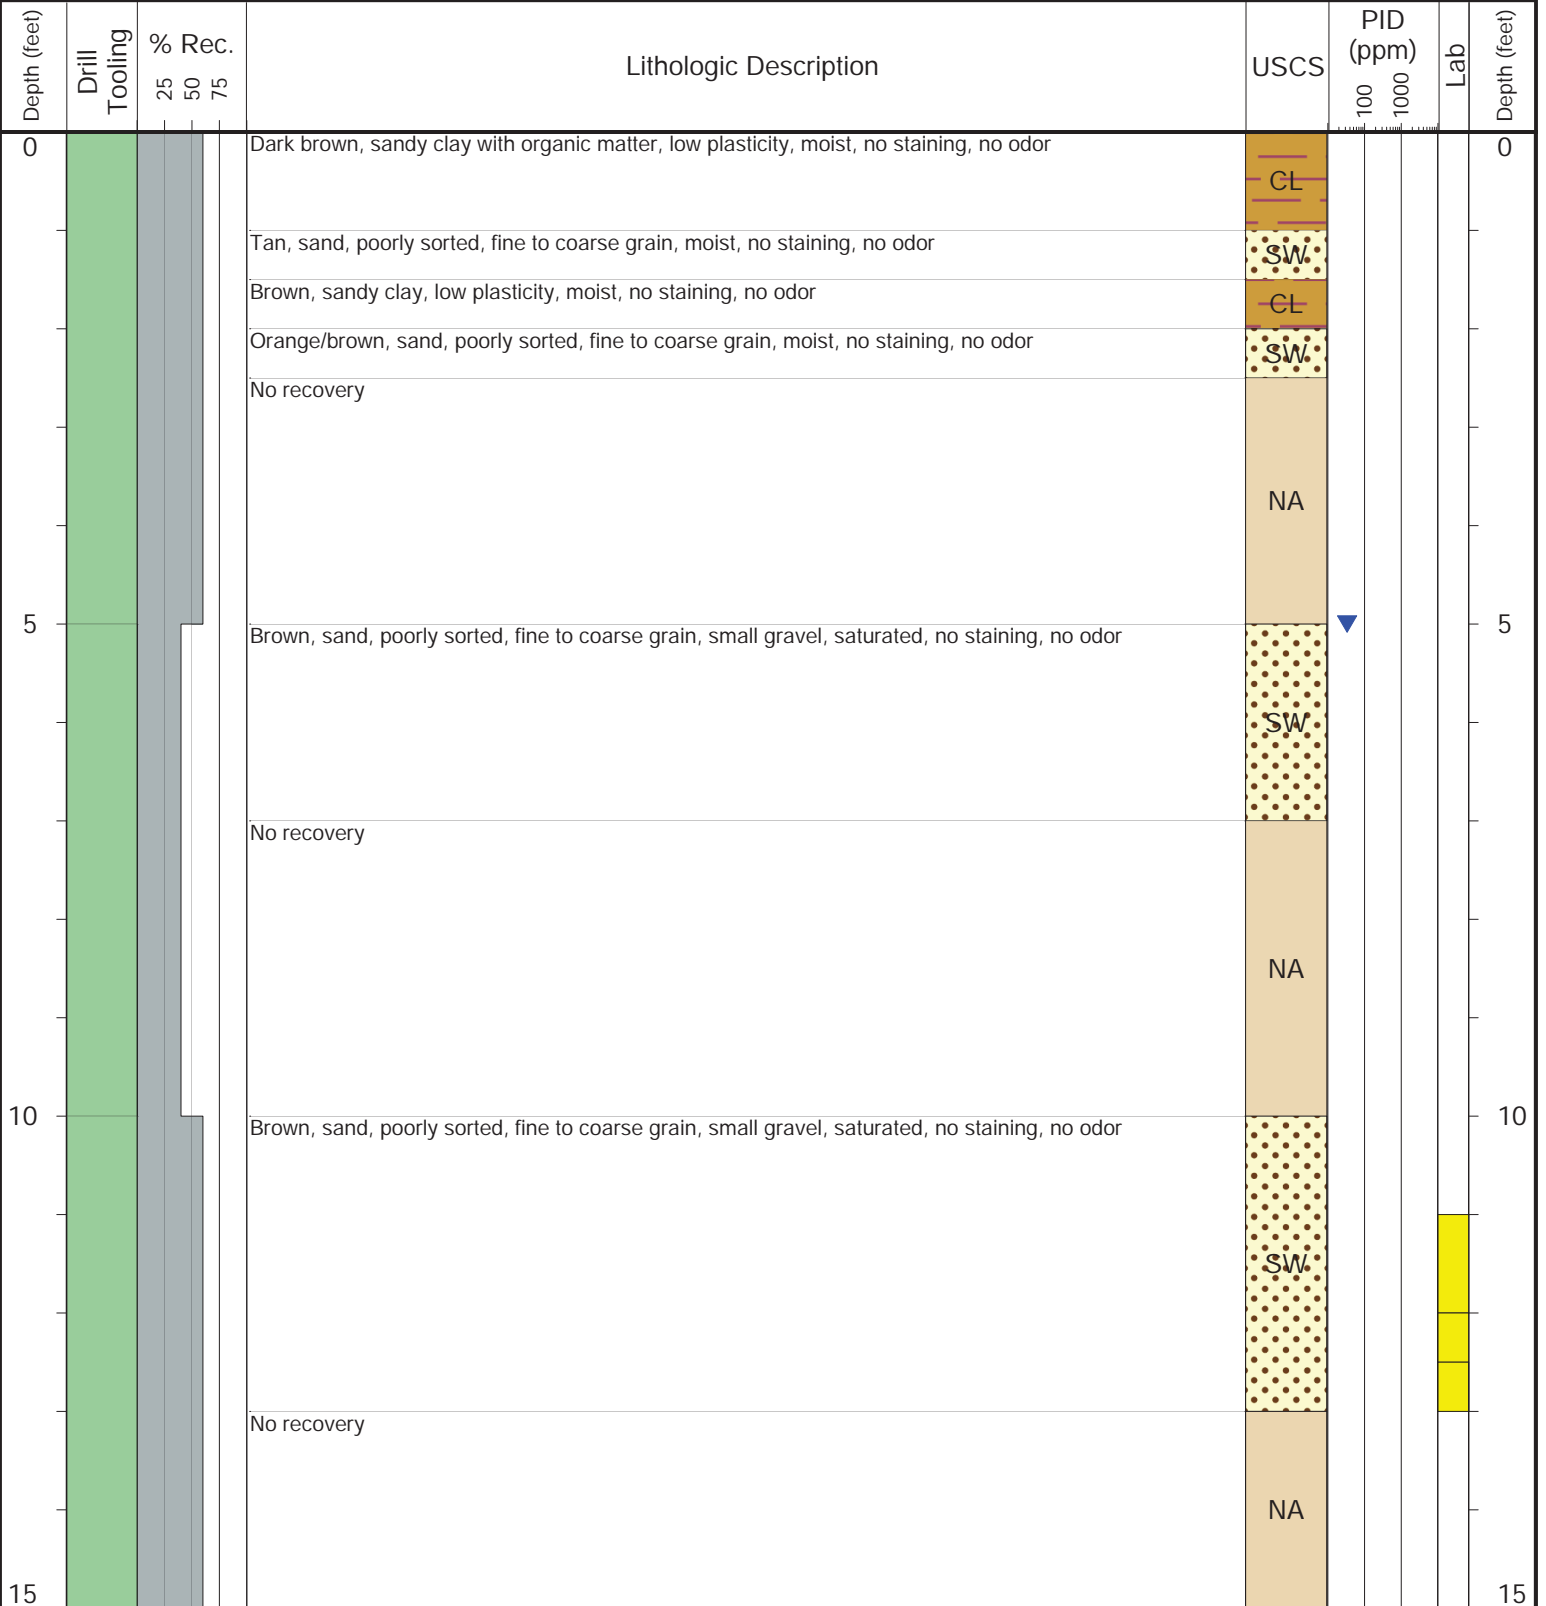 Depth (feet)
Drill
Tooling
% Rec.
25 50 75
Lithologic Description
USCS
PID
(ppm)
100 1000
Lab
Depth (feet)
0
Dark brown, sandy clay with organic matter, low plasticity, moist, no staining, no odor
CL
0
Tan, sand, poorly sorted, fine to coarse grain, moist, no staining, no odor
SW
Brown, sandy clay, low plasticity, moist, no staining, no odor
CL
Orange/brown, sand, poorly sorted, fine to coarse grain, moist, no staining, no odor
SW
No recovery
NA
5
Brown, sand, poorly sorted, fine to coarse grain, small gravel, saturated, no staining, no odor
5
SW
No recovery
NA
10
Brown, sand, poorly sorted, fine to coarse grain, small gravel, saturated, no staining, no odor
10
SW
No recovery
NA
15
15